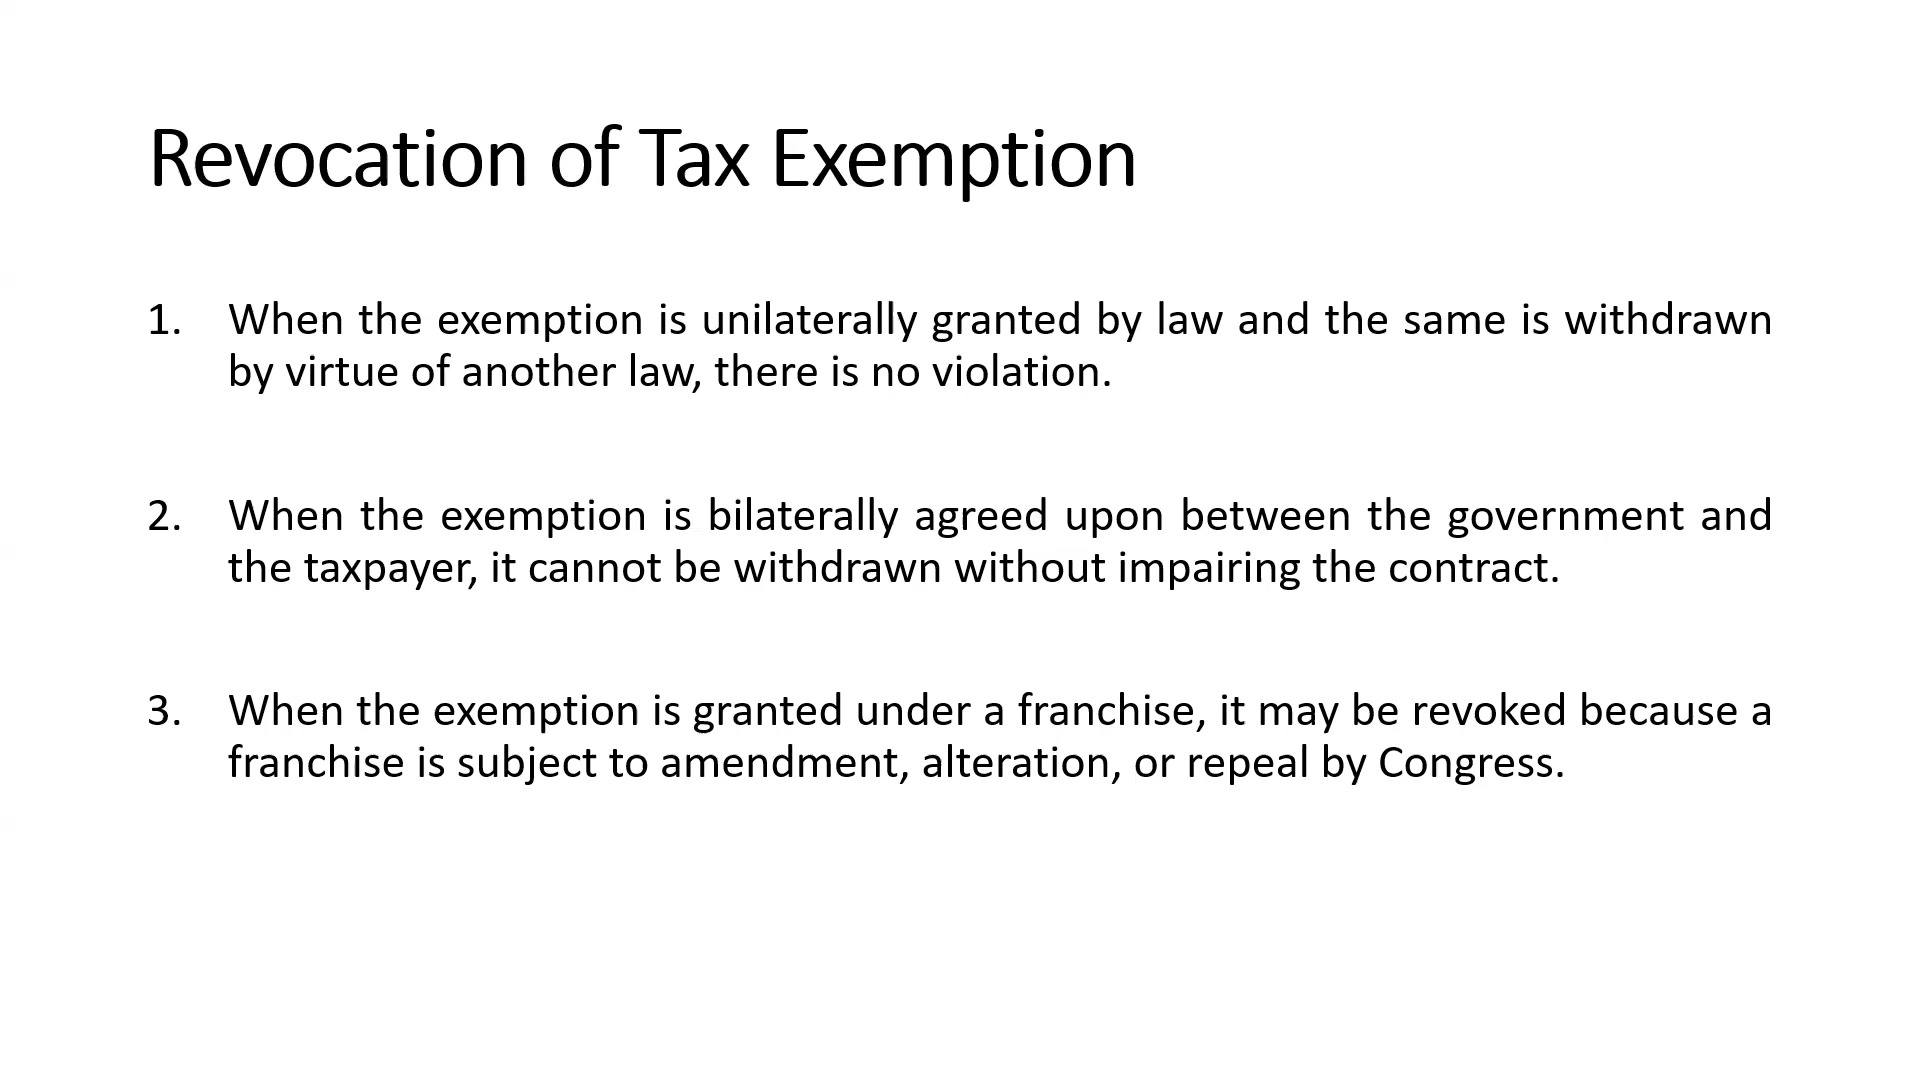 Revocation of Tax Exemption
1. When the exemption is unilaterally granted by law and the same is withdrawn
by virtue of another law, there is no violation.
2. When the exemption is bilaterally agreed upon between the government and
the taxpayer, it cannot be withdrawn without impairing the contract.
3. When the exemption is granted under a franchise, it may be revoked because a
franchise is subject to amendment, alteration, or repeal by Congress.